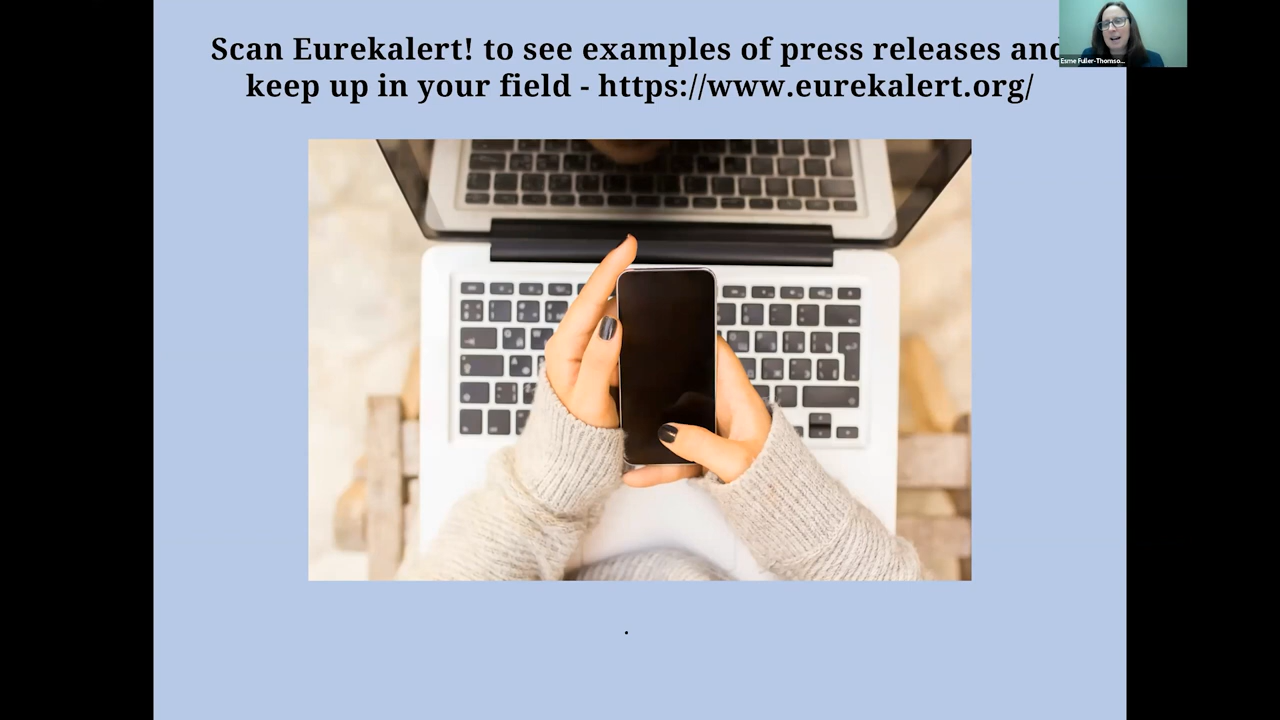 Scan Eurekalert! to see examples of press releases and
keep up in your field - https://www.eurekalert.org/
Esme Fuller-Thomso...
.